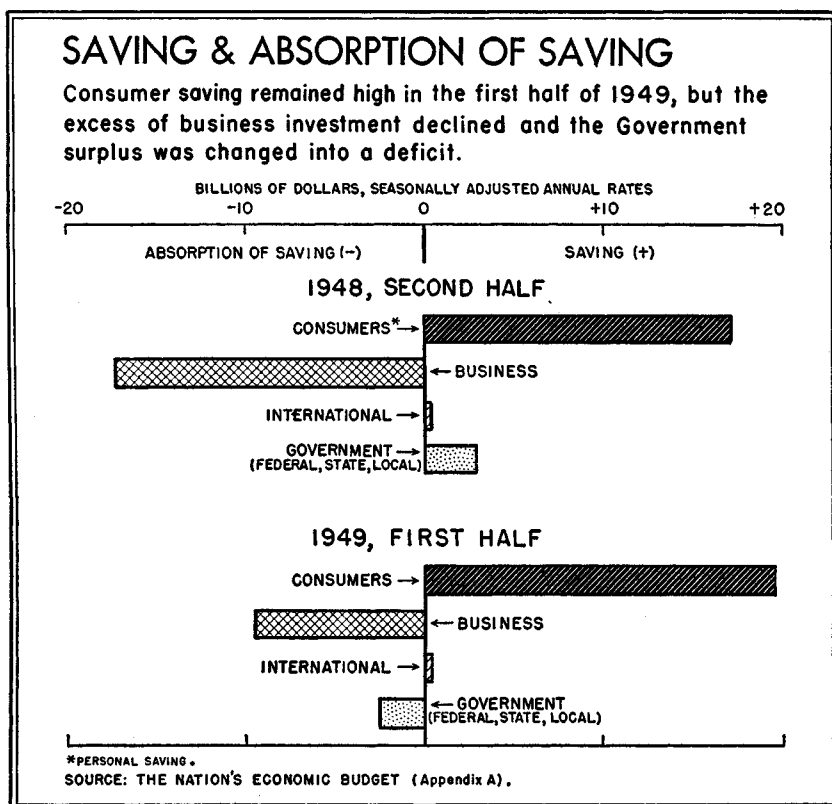 SAVING & ABSORPTION OF SAVING
Consumer saving remained high in the first half of 1949, but the
excess of business investment declined and the Government
surplus was changed into a deficit.
BILLIONS OF DOLLARS, SEASONALLY ADJUSTED ANNUAL RATES
-20 -10 0 +10 +20
ABSORPTION OF SAVING (-) SAVING (+)
1948, SECOND HALF
CONSUMERS* →
← BUSINESS
INTERNATIONAL →
GOVERNMENT →
(FEDERAL, STATE, LOCAL)
1949, FIRST HALF
CONSUMERS →
← BUSINESS
INTERNATIONAL →
← GOVERNMENT
(FEDERAL, STATE, LOCAL)
*PERSONAL SAVING.
SOURCE: THE NATION'S ECONOMIC BUDGET (Appendix A).